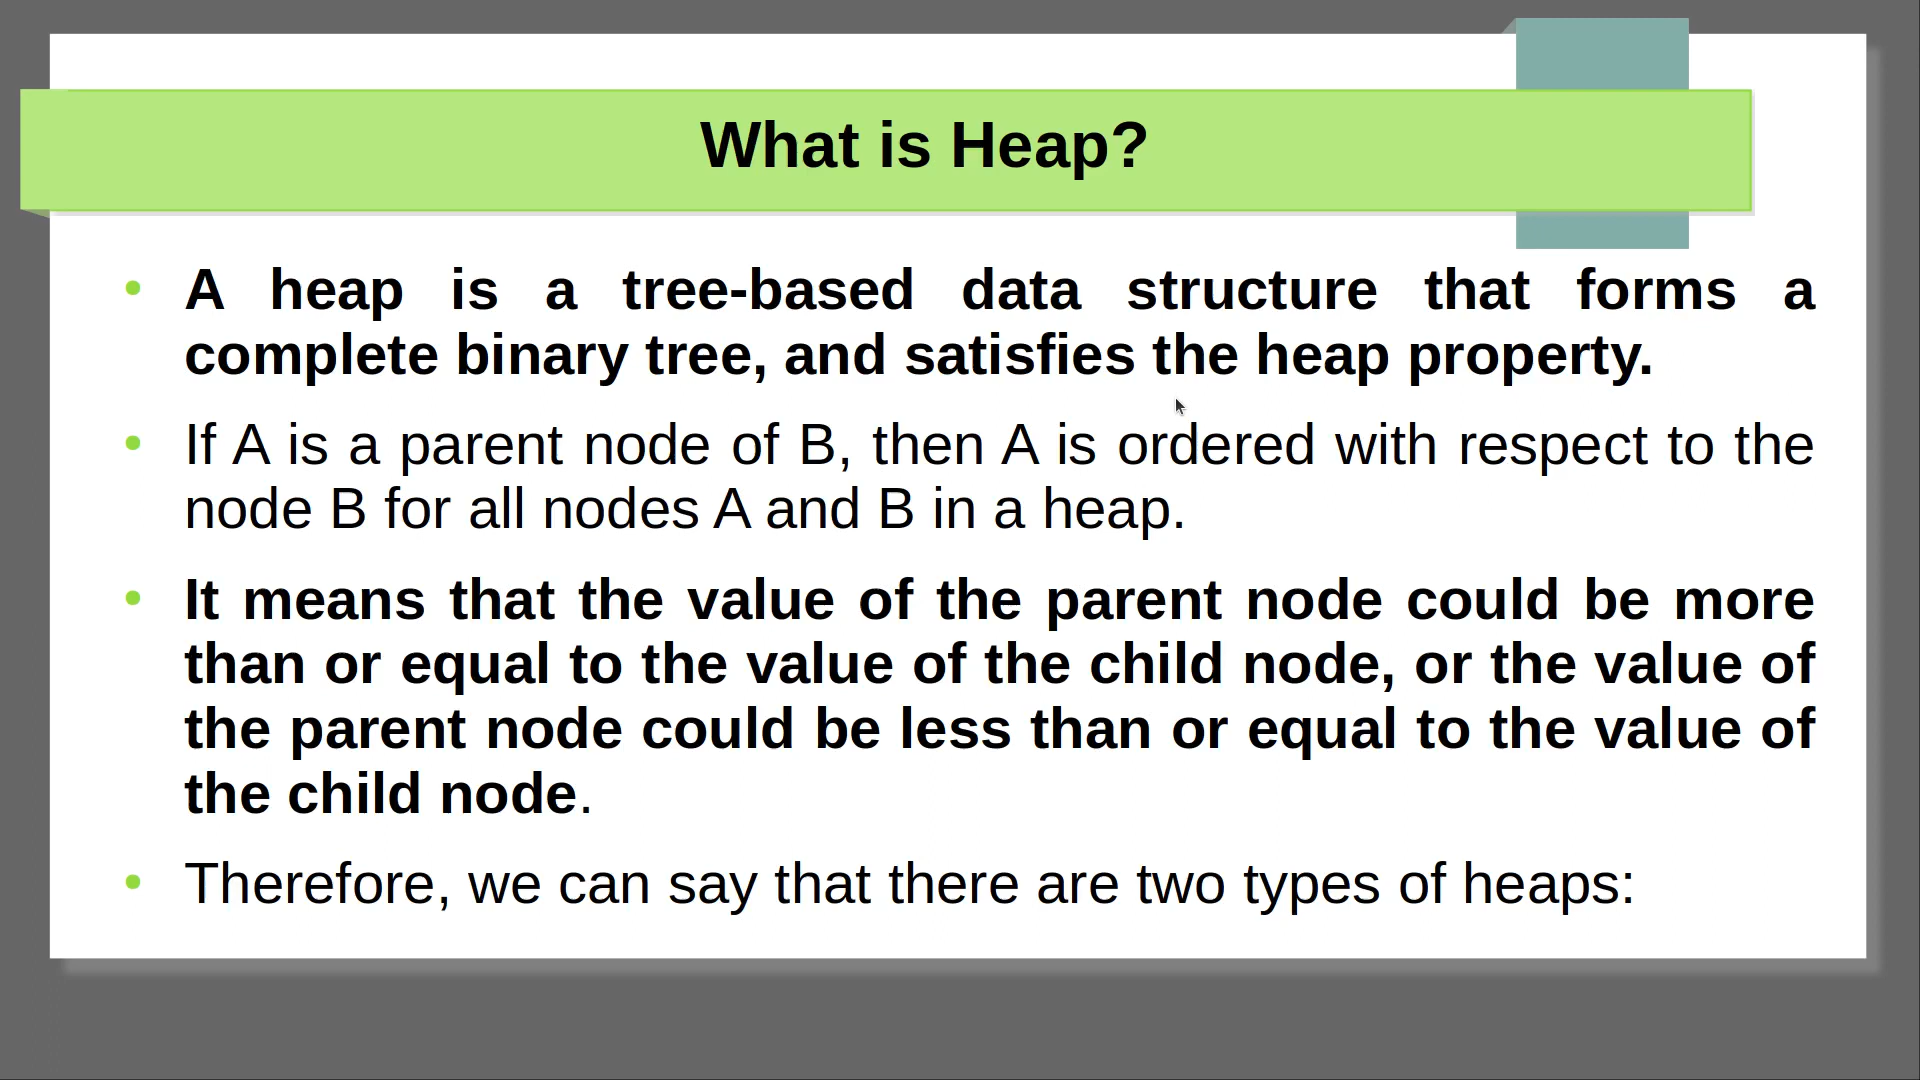 What is Heap?
• A heap is a tree-based data structure that forms a
complete binary tree, and satisfies the heap property.
• If A is a parent node of B, then A is ordered with respect to the
node B for all nodes A and B in a heap.
• It means that the value of the parent node could be more
than or equal to the value of the child node, or the value of
the parent node could be less than or equal to the value of
the child node.
• Therefore, we can say that there are two types of heaps: